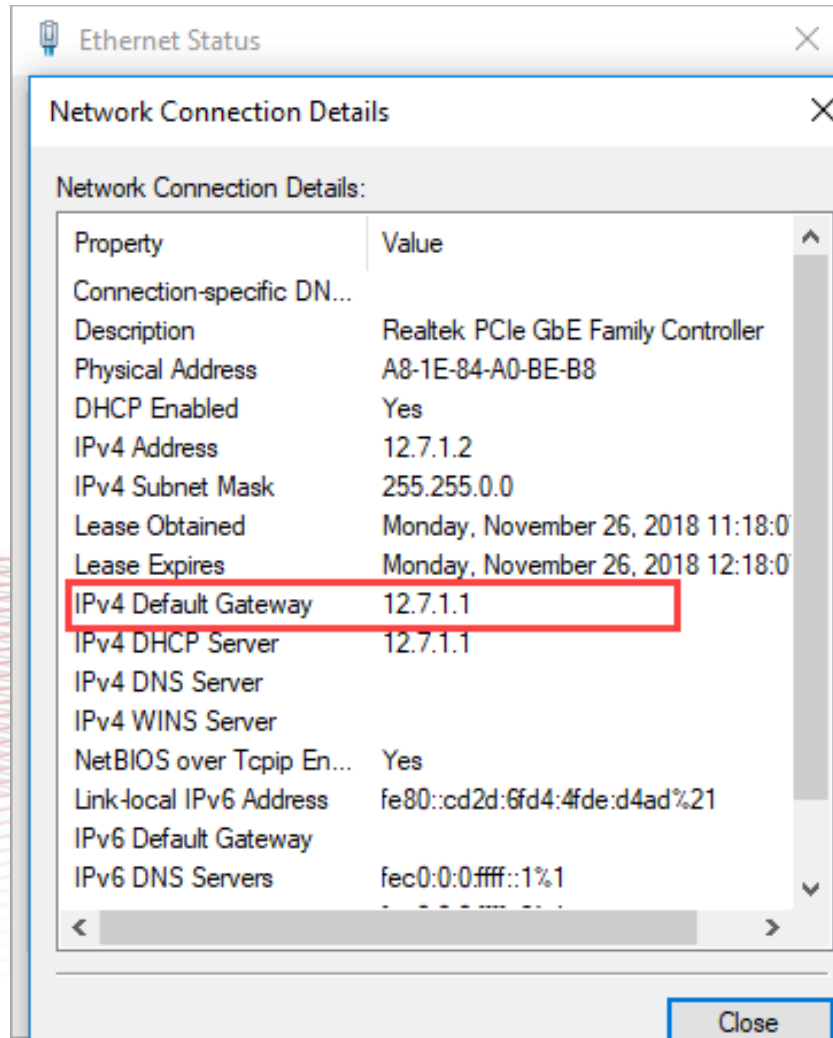 Ethernet Status
Network Connection Details
Network Connection Details:
Property Value
Connection-specific DN...
Description Realtek PCIe GbE Family Controller
Physical Address A8-1E-84-A0-BE-B8
DHCP Enabled Yes
IPv4 Address 12.7.1.2
IPv4 Subnet Mask 255.255.0.0
Lease Obtained Monday, November 26, 2018 11:18:0
Lease Expires Monday, November 26, 2018 12:18:0
IPv4 Default Gateway 12.7.1.1
IPv4 DHCP Server 12.7.1.1
IPv4 DNS Server
IPv4 WINS Server
NetBIOS over Tcpip En... Yes
Link-local IPv6 Address fe80::cd2d:6fd4:4fde:d4ad%21
IPv6 Default Gateway
IPv6 DNS Servers fec0:0:0:ffff::1%1
Close